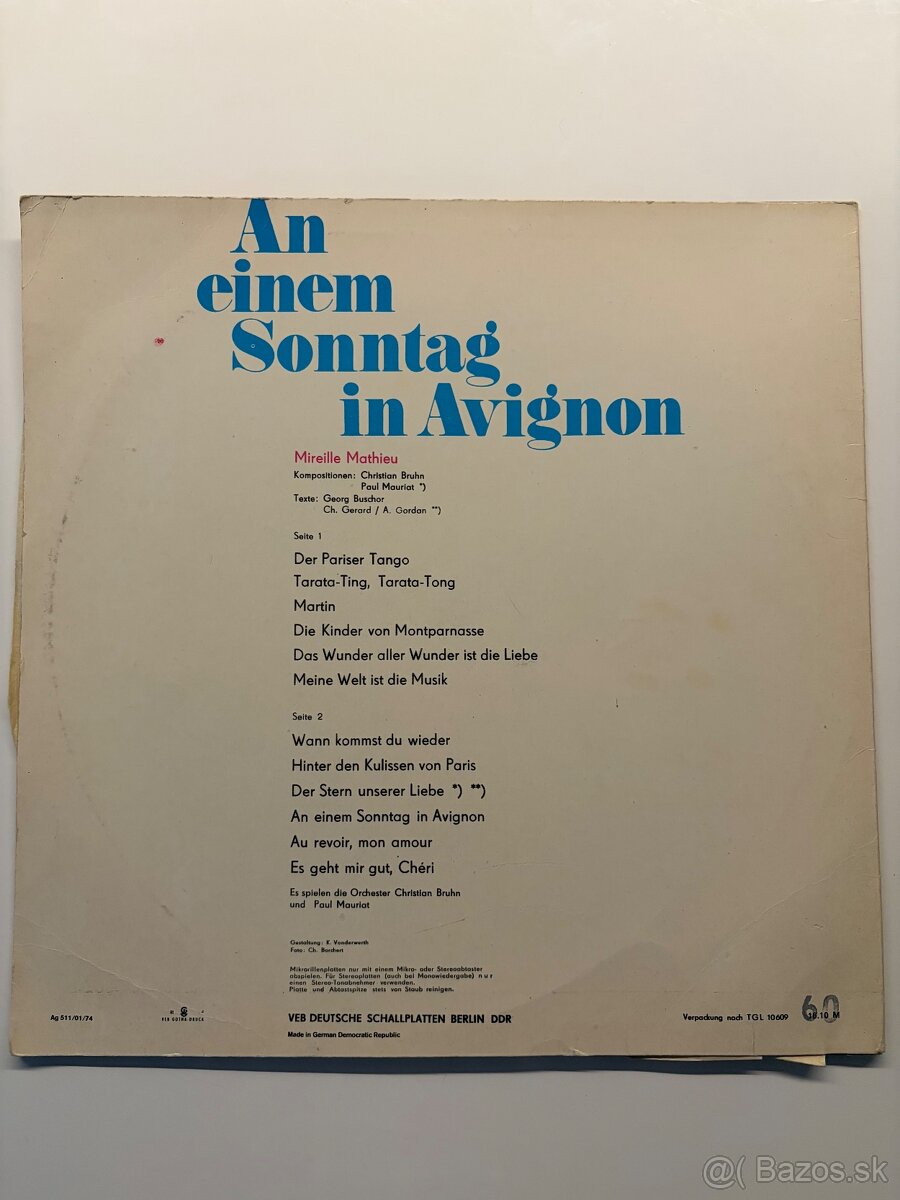 An
einem
Sonntag
in Avignon
Mireille Mathieu
Kompositionen: Christian Bruhn
Paul Mauriat *)
Texte: Georg Buschor
Ch. Gerard / A. Gordan **)
Seite 1
Der Pariser Tango
Tarata-Ting, Tarata-Tong
Martin
Die Kinder von Montparnasse
Das Wunder aller Wunder ist die Liebe
Meine Welt ist die Musik
Seite 2
Wann kommst du wieder
Hinter den Kulissen von Paris
Der Stern unserer Liebe *) **)
An einem Sonntag in Avignon
Au revoir, mon amour
Es geht mir gut, Chéri
Es spielen die Orchester Christian Bruhn
und Paul Mauriat
Gestaltung: K. Vonderwerth
Foto: Ch. Borchert
Mikrorillenplatten nur mit einem Mikro- oder Stereoabtaster
abspielen. Für Stereoplatten (auch bei Monowiedergabe) nur
einen Stereo-Tonabnehmer verwenden.
Platte und Abtastspitze stets von Staub reinigen.
Ag 511/01/74
VEB GOTHA-DRUCK
VEB DEUTSCHE SCHALLPLATTEN BERLIN DDR
Made in German Democratic Republic
Verpackung nach TGL 10609
60
16.10 M
@( Bazos.sk